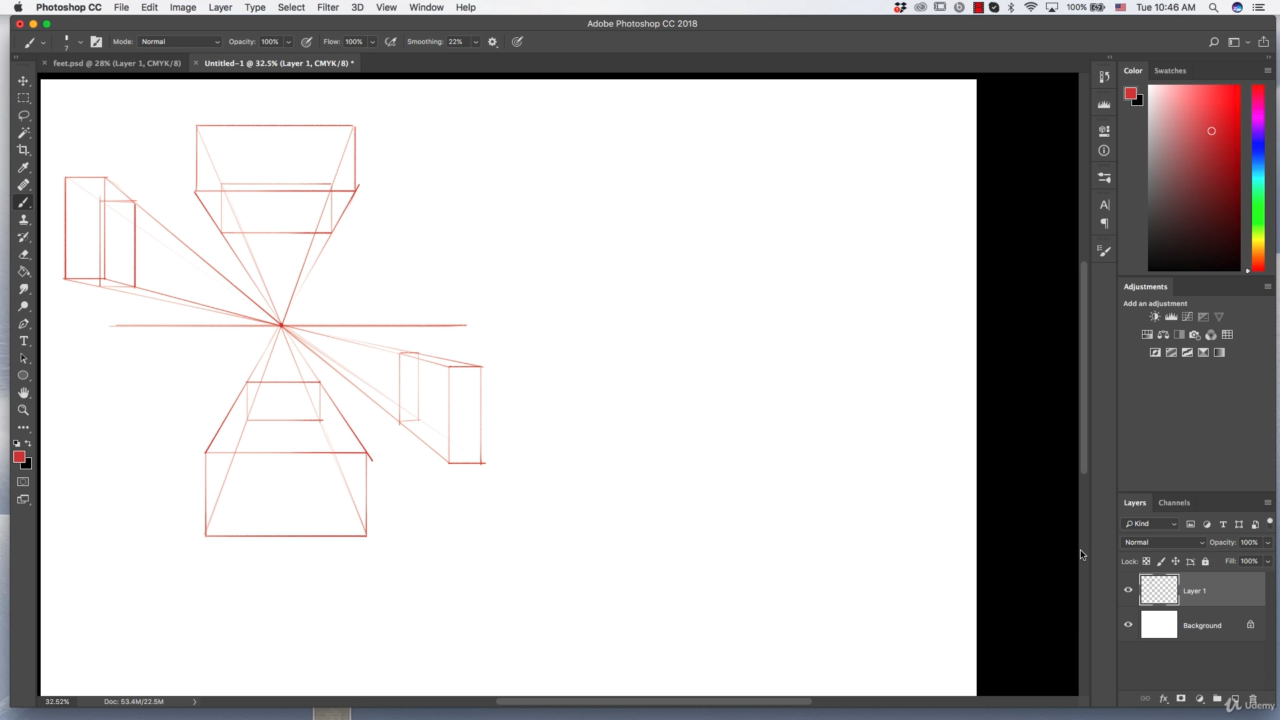 Photoshop CC File Edit Image Layer Type Select Filter 3D View Window Help 100% Tue 10:46 AM
Adobe Photoshop CC 2018
7 Mode: Normal Opacity: 100% Flow: 100% Smoothing: 22%
× feet.psd @ 28% (Layer 1, CMYK/8) × Untitled-1 @ 32.5% (Layer 1, CMYK/8) *
Color Swatches
Adjustments
Add an adjustment
Layers Channels
Kind
Normal Opacity: 100%
Lock: Fill: 100%
Layer 1
Background
32.52% Doc: 53.4M/22.5M
Udemy